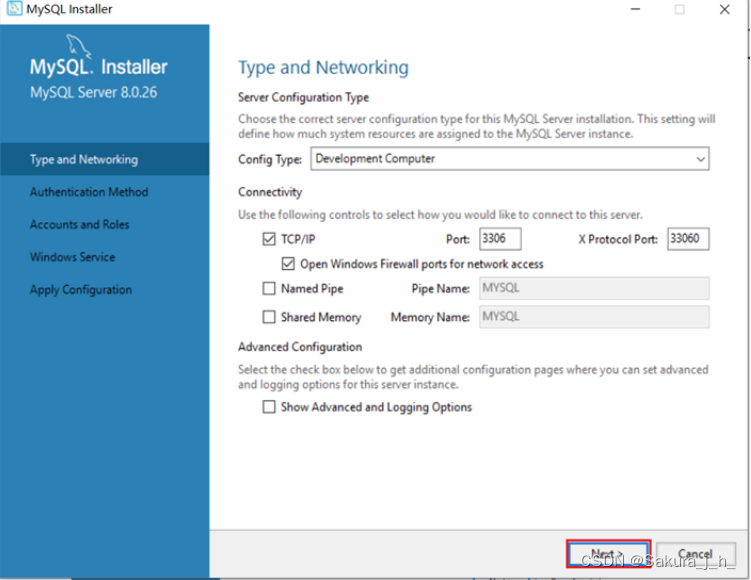 MySQL Installer
MySQL. Installer
MySQL Server 8.0.26
Type and Networking
Authentication Method
Accounts and Roles
Windows Service
Apply Configuration
Type and Networking
Server Configuration Type
Choose the correct server configuration type for this MySQL Server installation. This setting will
define how much system resources are assigned to the MySQL Server instance.
Config Type: Development Computer
Connectivity
Use the following controls to select how you would like to connect to this server.
TCP/IP Port: 3306 X Protocol Port: 33060
Open Windows Firewall ports for network access
Named Pipe Pipe Name: MYSQL
Shared Memory Memory Name: MYSQL
Advanced Configuration
Select the check box below to get additional configuration pages where you can set advanced
and logging options for this server instance.
Show Advanced and Logging Options
Next > Cancel
CSDN @Sakura_j_h_